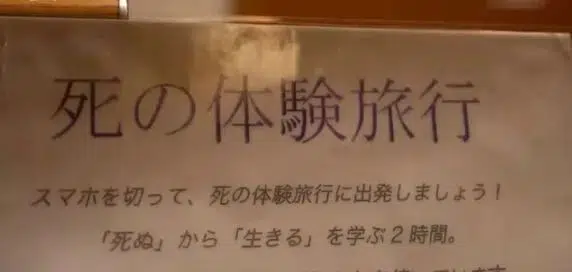 死の体験旅行
スマホを切って、死の体験旅行に出発しましょう！
「死ぬ」から「生きる」を学ぶ２時間。